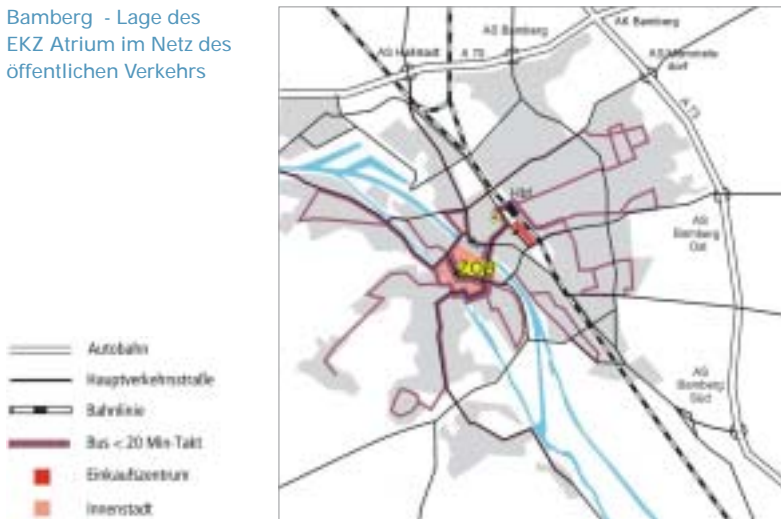 Bamberg - Lage des
EKZ Atrium im Netz des
öffentlichen Verkehrs
AK Bamberg
AS Bamberg
AS Hallstadt
A 70
dorf
A 73
Hbf
AS
Bamberg
Ost
ZOB
AS
Bamberg
Süd
Autobahn
Hauptverkehrsstraße
Bahnlinie
Bus < 20 Min-Takt
Einkaufszentrum
Innenstadt